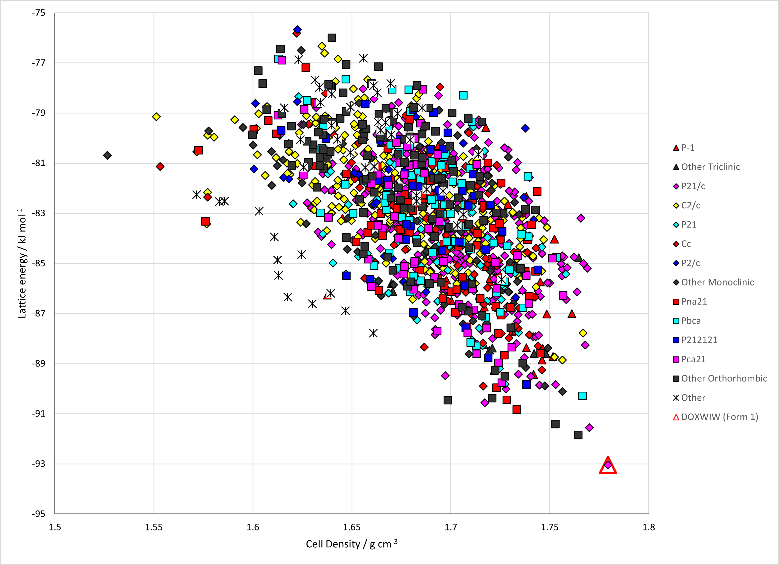 -75
-77
-79
-81
-83
-85
-87
-89
-91
-93
-95
Lattice energy / kJ mol-1
1.5 1.55 1.6 1.65 1.7 1.75 1.8
Cell Density / g cm3
P-1
Other Triclinic
P21/c
C2/c
P21
Cc
P2/c
Other Monoclinic
Pna21
Pbca
P212121
Pca21
Other Orthorhombic
Other
DOXWIW (Form 1)